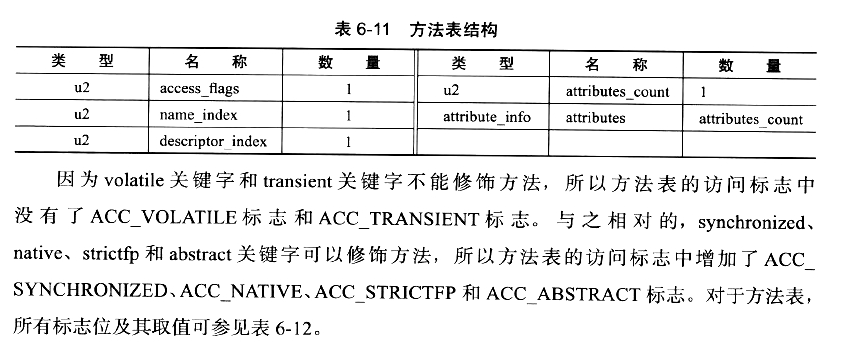 表 6-11 方法表结构
类 型 名 称 数 量 类 型 名 称 数 量
u2 access_flags 1 u2 attributes_count 1
u2 name_index 1 attribute_info attributes attributes_count
u2 descriptor_index 1
因为 volatile 关键字和 transient 关键字不能修饰方法，所以方法表的访问标志中
没有了 ACC_VOLATILE 标志和 ACC_TRANSIENT 标志。与之相对的，synchronized、
native、strictfp 和 abstract 关键字可以修饰方法，所以方法表的访问标志中增加了 ACC_
SYNCHRONIZED、ACC_NATIVE、ACC_STRICTFP 和 ACC_ABSTRACT 标志。对于方法表，
所有标志位及其取值可参见表 6-12。